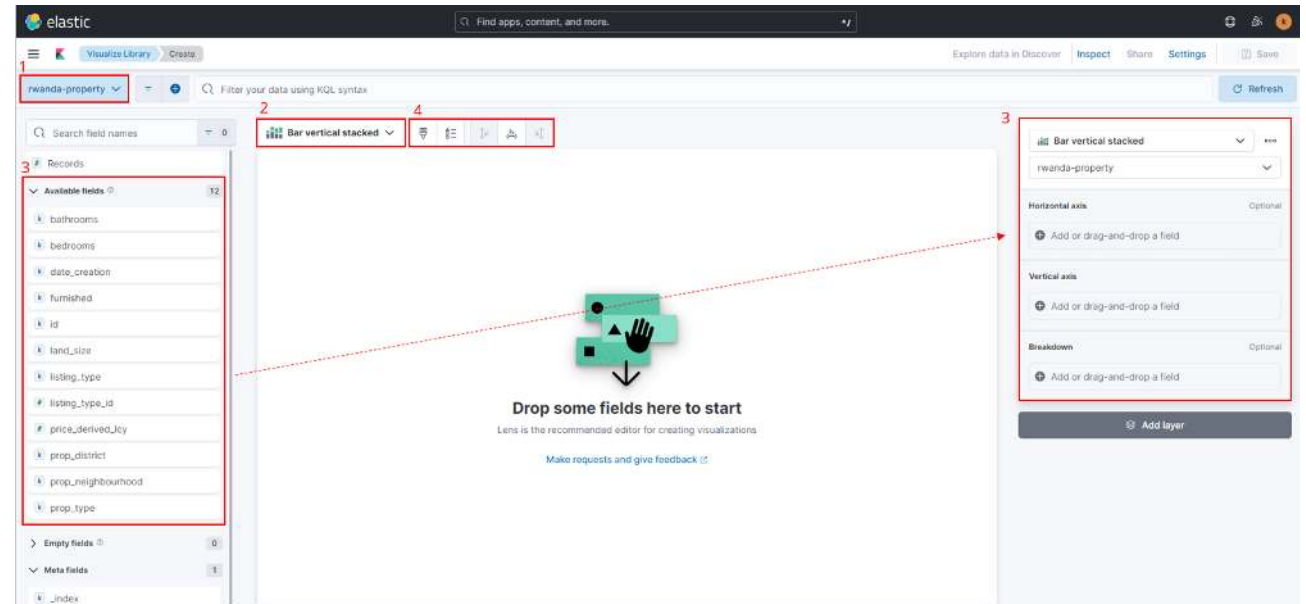 elastic
Find apps, content, and more.
Visualize Library
Create
Explore data in Discover
Inspect
Share
Settings
Save
1
rwanda-property
Filter your data using KQL syntax
Refresh
2
4
3
Search field names
0
Bar vertical stacked
Records
3
Available fields
12
bathrooms
bedrooms
date_creation
furnished
id
land_size
listing_type
listing_type_id
price_derived_lcy
prop_district
prop_neighbourhood
prop_type
Empty fields
0
Meta fields
1
_index
Drop some fields here to start
Lens is the recommended editor for creating visualizations
Make requests and give feedback
Bar vertical stacked
rwanda-property
Horizontal axis
Optional
Add or drag-and-drop a field
Vertical axis
Add or drag-and-drop a field
Breakdown
Optional
Add or drag-and-drop a field
Add layer